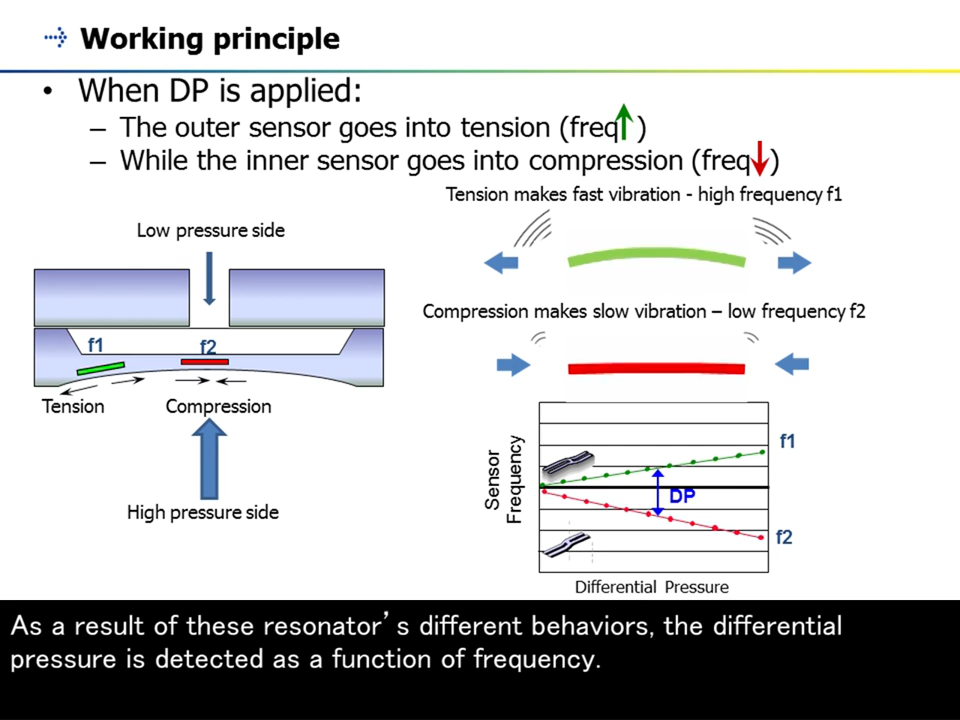 Working principle
• When DP is applied:
– The outer sensor goes into tension (freq↑)
– While the inner sensor goes into compression (freq↓)
Tension makes fast vibration - high frequency f1
Low pressure side
Compression makes slow vibration – low frequency f2
f1
f2
Tension
Compression
High pressure side
Sensor
Frequency
f1
DP
f2
Differential Pressure
As a result of these resonator’s different behaviors, the differential
pressure is detected as a function of frequency.